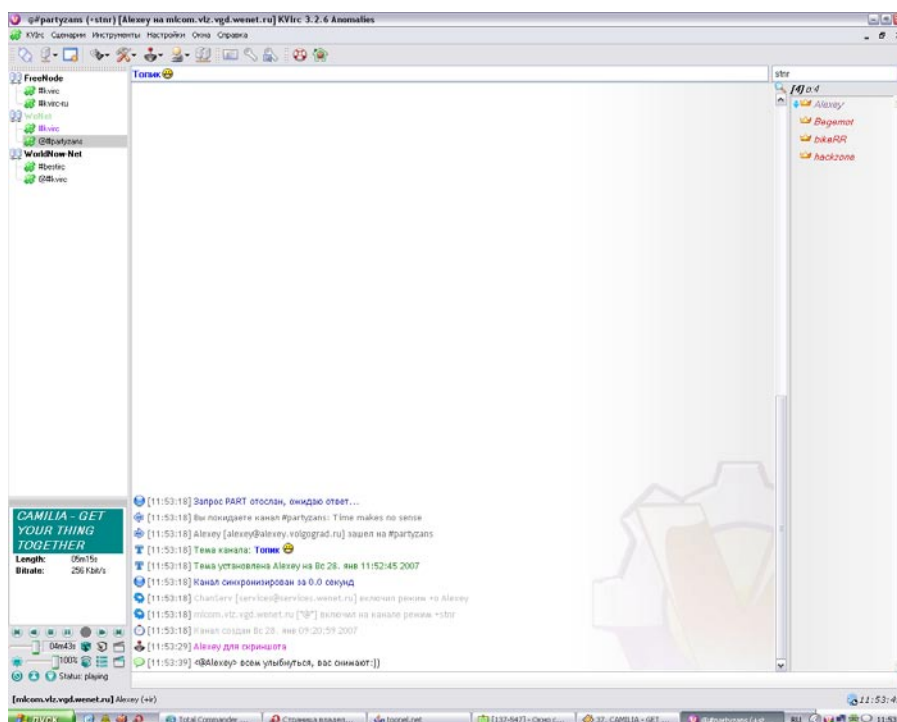 @#partyzans (+stnr) [Alexey на mlcom.vlz.vgd.wenet.ru] KVIrc 3.2.6 Anomalies
KVIrc Сценарии Инструменты Настройки Окна Справка
Топик
stnr
FreeNode
#kvirc
#kvirc-ru
WeNet
#kvirc
@#partyzans
WorldNow-Net
#bestirc
@#kvirc
[4] o:4
Alexey
Begemot
bikeRR
hackzone
[11:53:18] Запрос PART отослан, ожидаю ответ...
[11:53:18] Вы покидаете канал #partyzans: Time makes no sense
[11:53:18] Alexey [alexey@alexey.volgograd.ru] зашел на #partyzans
[11:53:18] Тема канала: Топик
[11:53:18] Тема установлена Alexey на Вс 28. янв 11:52:45 2007
[11:53:18] Канал синхронизирован за 0.0 секунд
[11:53:18] ChanServ [services@services.wenet.ru] включил режим +o Alexey
[11:53:18] mlcom.vlz.vgd.wenet.ru ["@"] включил на канале режим +stnr
[11:53:18] Канал создан Вс 28. янв 09:20:59 2007
[11:53:29] Alexey для скриншота
[11:53:39] <@Alexey> всем улыбнуться, вас снимают:))
CAMILIA - GET
YOUR THING
TOGETHER
Length: 05m15s
Bitrate: 256 Kbit/s
04m43s
100%
Status: playing
[mlcom.vlz.vgd.wenet.ru] Alexey (+ir)
11:53:4
Total Commander ...
Страница владел...
37. CAMILIA - GET ...
RU
11:53